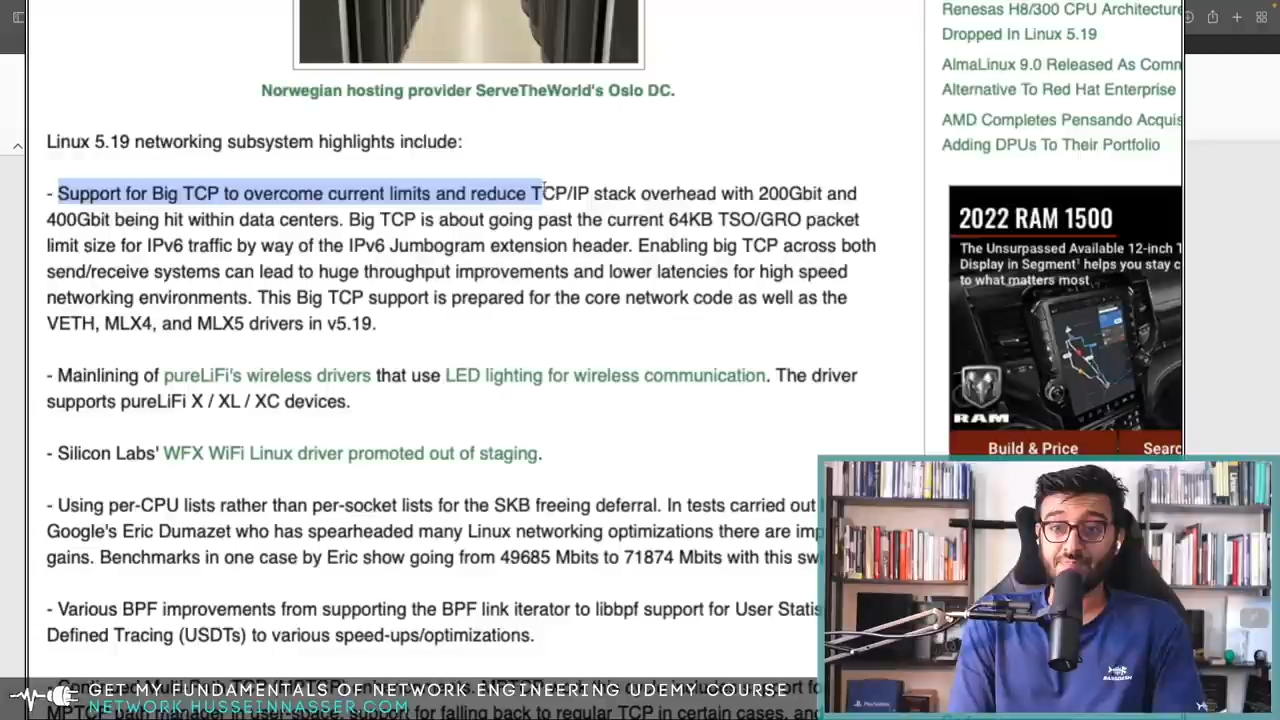 Norwegian hosting provider ServeTheWorld's Oslo DC.
Linux 5.19 networking subsystem highlights include:
- Support for Big TCP to overcome current limits and reduce TCP/IP stack overhead with 200Gbit and
400Gbit being hit within data centers. Big TCP is about going past the current 64KB TSO/GRO packet
limit size for IPv6 traffic by way of the IPv6 Jumbogram extension header. Enabling big TCP across both
send/receive systems can lead to huge throughput improvements and lower latencies for high speed
networking environments. This Big TCP support is prepared for the core network code as well as the
VETH, MLX4, and MLX5 drivers in v5.19.
- Mainlining of pureLiFi's wireless drivers that use LED lighting for wireless communication. The driver
supports pureLiFi X / XL / XC devices.
- Silicon Labs' WFX WiFi Linux driver promoted out of staging.
- Using per-CPU lists rather than per-socket lists for the SKB freeing deferral. In tests carried out
Google's Eric Dumazet who has spearheaded many Linux networking optimizations there are imp
gains. Benchmarks in one case by Eric show going from 49685 Mbits to 71874 Mbits with this sw
- Various BPF improvements from supporting the BPF link iterator to libbpf support for User Statis
Defined Tracing (USDTs) to various speed-ups/optimizations.
Renesas H8/300 CPU Architecture
Dropped In Linux 5.19
AlmaLinux 9.0 Released As Comm
Alternative To Red Hat Enterprise
AMD Completes Pensando Acquis
Adding DPUs To Their Portfolio
2022 RAM 1500
The Unsurpassed Available 12-inch T
Display in Segment¹ helps you stay c
to what matters most
RAM
Build & Price
Searc
GET MY FUNDAMENTALS OF NETWORK ENGINEERING UDEMY COURSE
NETWORK.HUSSEINNASSER.COM